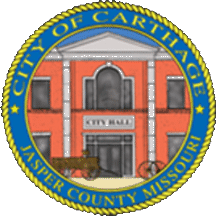 CITY OF CARTHAGE
CITY HALL
JASPER COUNTY MISSOURI